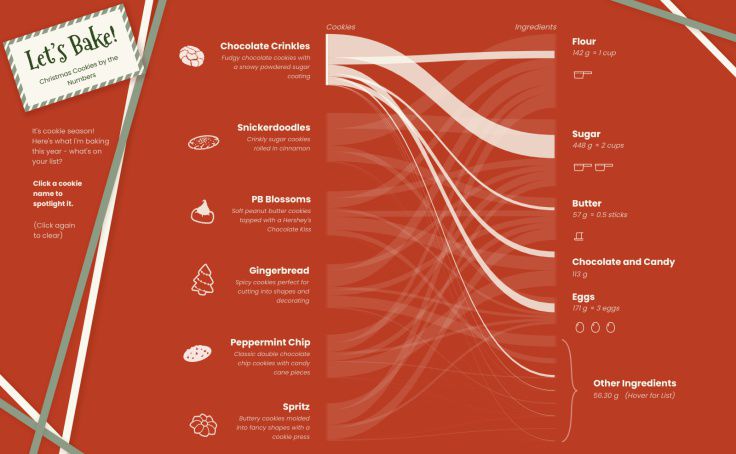 Let's Bake!
Christmas Cookies by the
Numbers
It's cookie season!
Here's what I'm baking
this year - what's on
your list?
Click a cookie
name to
spotlight it.
(Click again
to clear)
Cookies
Ingredients
Chocolate Crinkles
Fudgy chocolate cookies with
a snowy powdered sugar
coating
Snickerdoodles
Crinkly sugar cookies
rolled in cinnamon
PB Blossoms
Soft peanut butter cookies
topped with a Hershey's
Chocolate Kiss
Gingerbread
Spicy cookies perfect for
cutting into shapes and
decorating
Peppermint Chip
Classic double chocolate
chip cookies with candy
cane pieces
Spritz
Buttery cookies molded
into fancy shapes with a
cookie press
Flour
142 g = 1 cup
Sugar
448 g = 2 cups
Butter
57 g = 0.5 sticks
Chocolate and Candy
113 g
Eggs
171 g = 3 eggs
Other Ingredients
56.30 g (Hover for List)